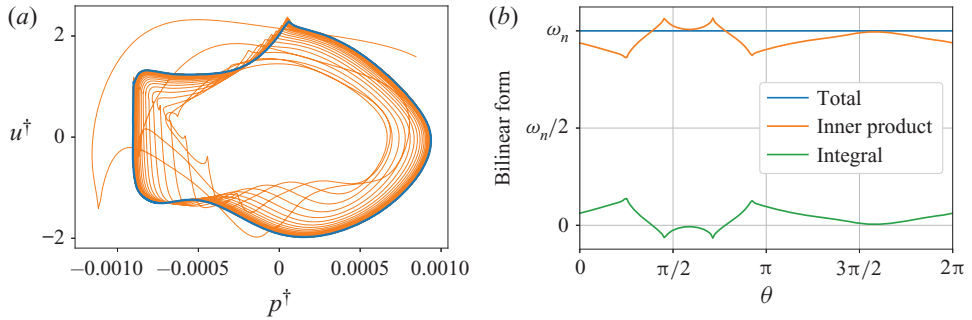 (a)
2
0
−2
u†
−0.0010
−0.0005
0
0.0005
0.0010
p†
(b)
ωn
ωn/2
0
Bilinear form
Total
Inner product
Integral
0
π/2
π
3π/2
2π
θ